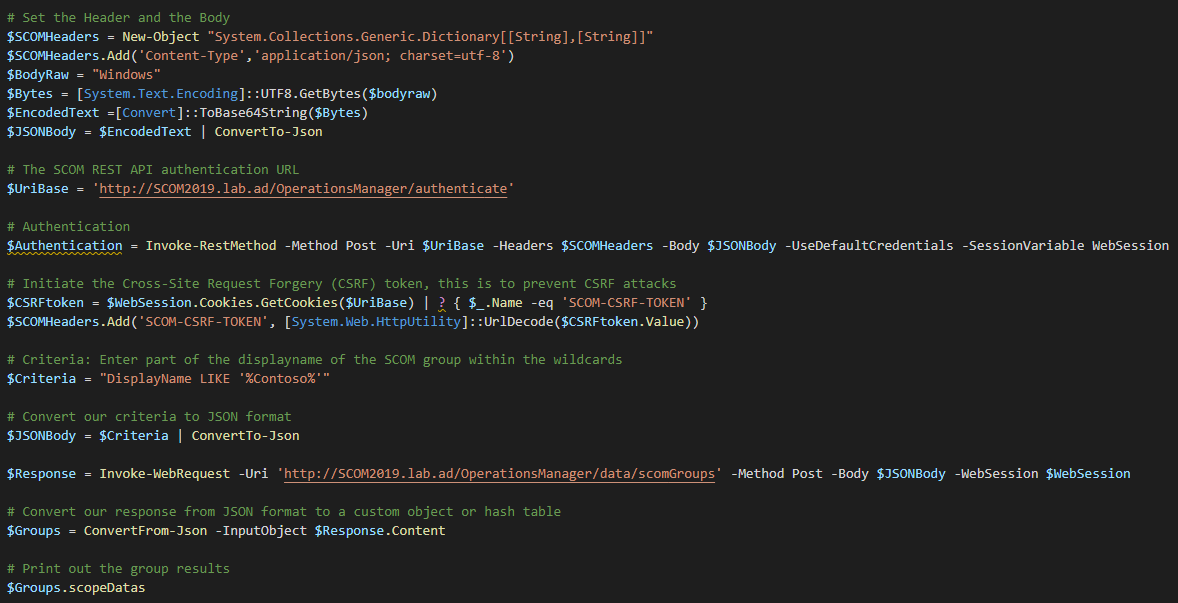 # Set the Header and the Body
$SCOMHeaders = New-Object "System.Collections.Generic.Dictionary[[String],[String]]"
$SCOMHeaders.Add('Content-Type','application/json; charset=utf-8')
$BodyRaw = "Windows"
$Bytes = [System.Text.Encoding]::UTF8.GetBytes($bodyraw)
$EncodedText =[Convert]::ToBase64String($Bytes)
$JSONBody = $EncodedText | ConvertTo-Json
# The SCOM REST API authentication URL
$UriBase = 'http://SCOM2019.lab.ad/OperationsManager/authenticate'
# Authentication
$Authentication = Invoke-RestMethod -Method Post -Uri $UriBase -Headers $SCOMHeaders -Body $JSONBody -UseDefaultCredentials -SessionVariable WebSession
# Initiate the Cross-Site Request Forgery (CSRF) token, this is to prevent CSRF attacks
$CSRFtoken = $WebSession.Cookies.GetCookies($UriBase) | ? { $_.Name -eq 'SCOM-CSRF-TOKEN' }
$SCOMHeaders.Add('SCOM-CSRF-TOKEN', [System.Web.HttpUtility]::UrlDecode($CSRFtoken.Value))
# Criteria: Enter part of the displayname of the SCOM group within the wildcards
$Criteria = "DisplayName LIKE '%Contoso%'"
# Convert our criteria to JSON format
$JSONBody = $Criteria | ConvertTo-Json
$Response = Invoke-WebRequest -Uri 'http://SCOM2019.lab.ad/OperationsManager/data/scomGroups' -Method Post -Body $JSONBody -WebSession $WebSession
# Convert our response from JSON format to a custom object or hash table
$Groups = ConvertFrom-Json -InputObject $Response.Content
# Print out the group results
$Groups.scopeDatas